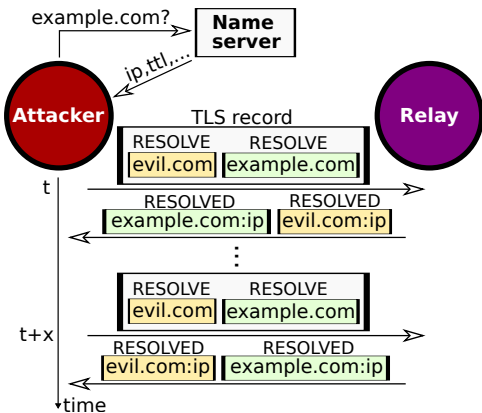 example.com?
Name
server
ip,ttl,...
Attacker
Relay
TLS record
RESOLVE RESOLVE
evil.com example.com
t
RESOLVED RESOLVED
example.com:ip evil.com:ip
...
RESOLVE RESOLVE
evil.com example.com
t+x
RESOLVED RESOLVED
evil.com:ip example.com:ip
time